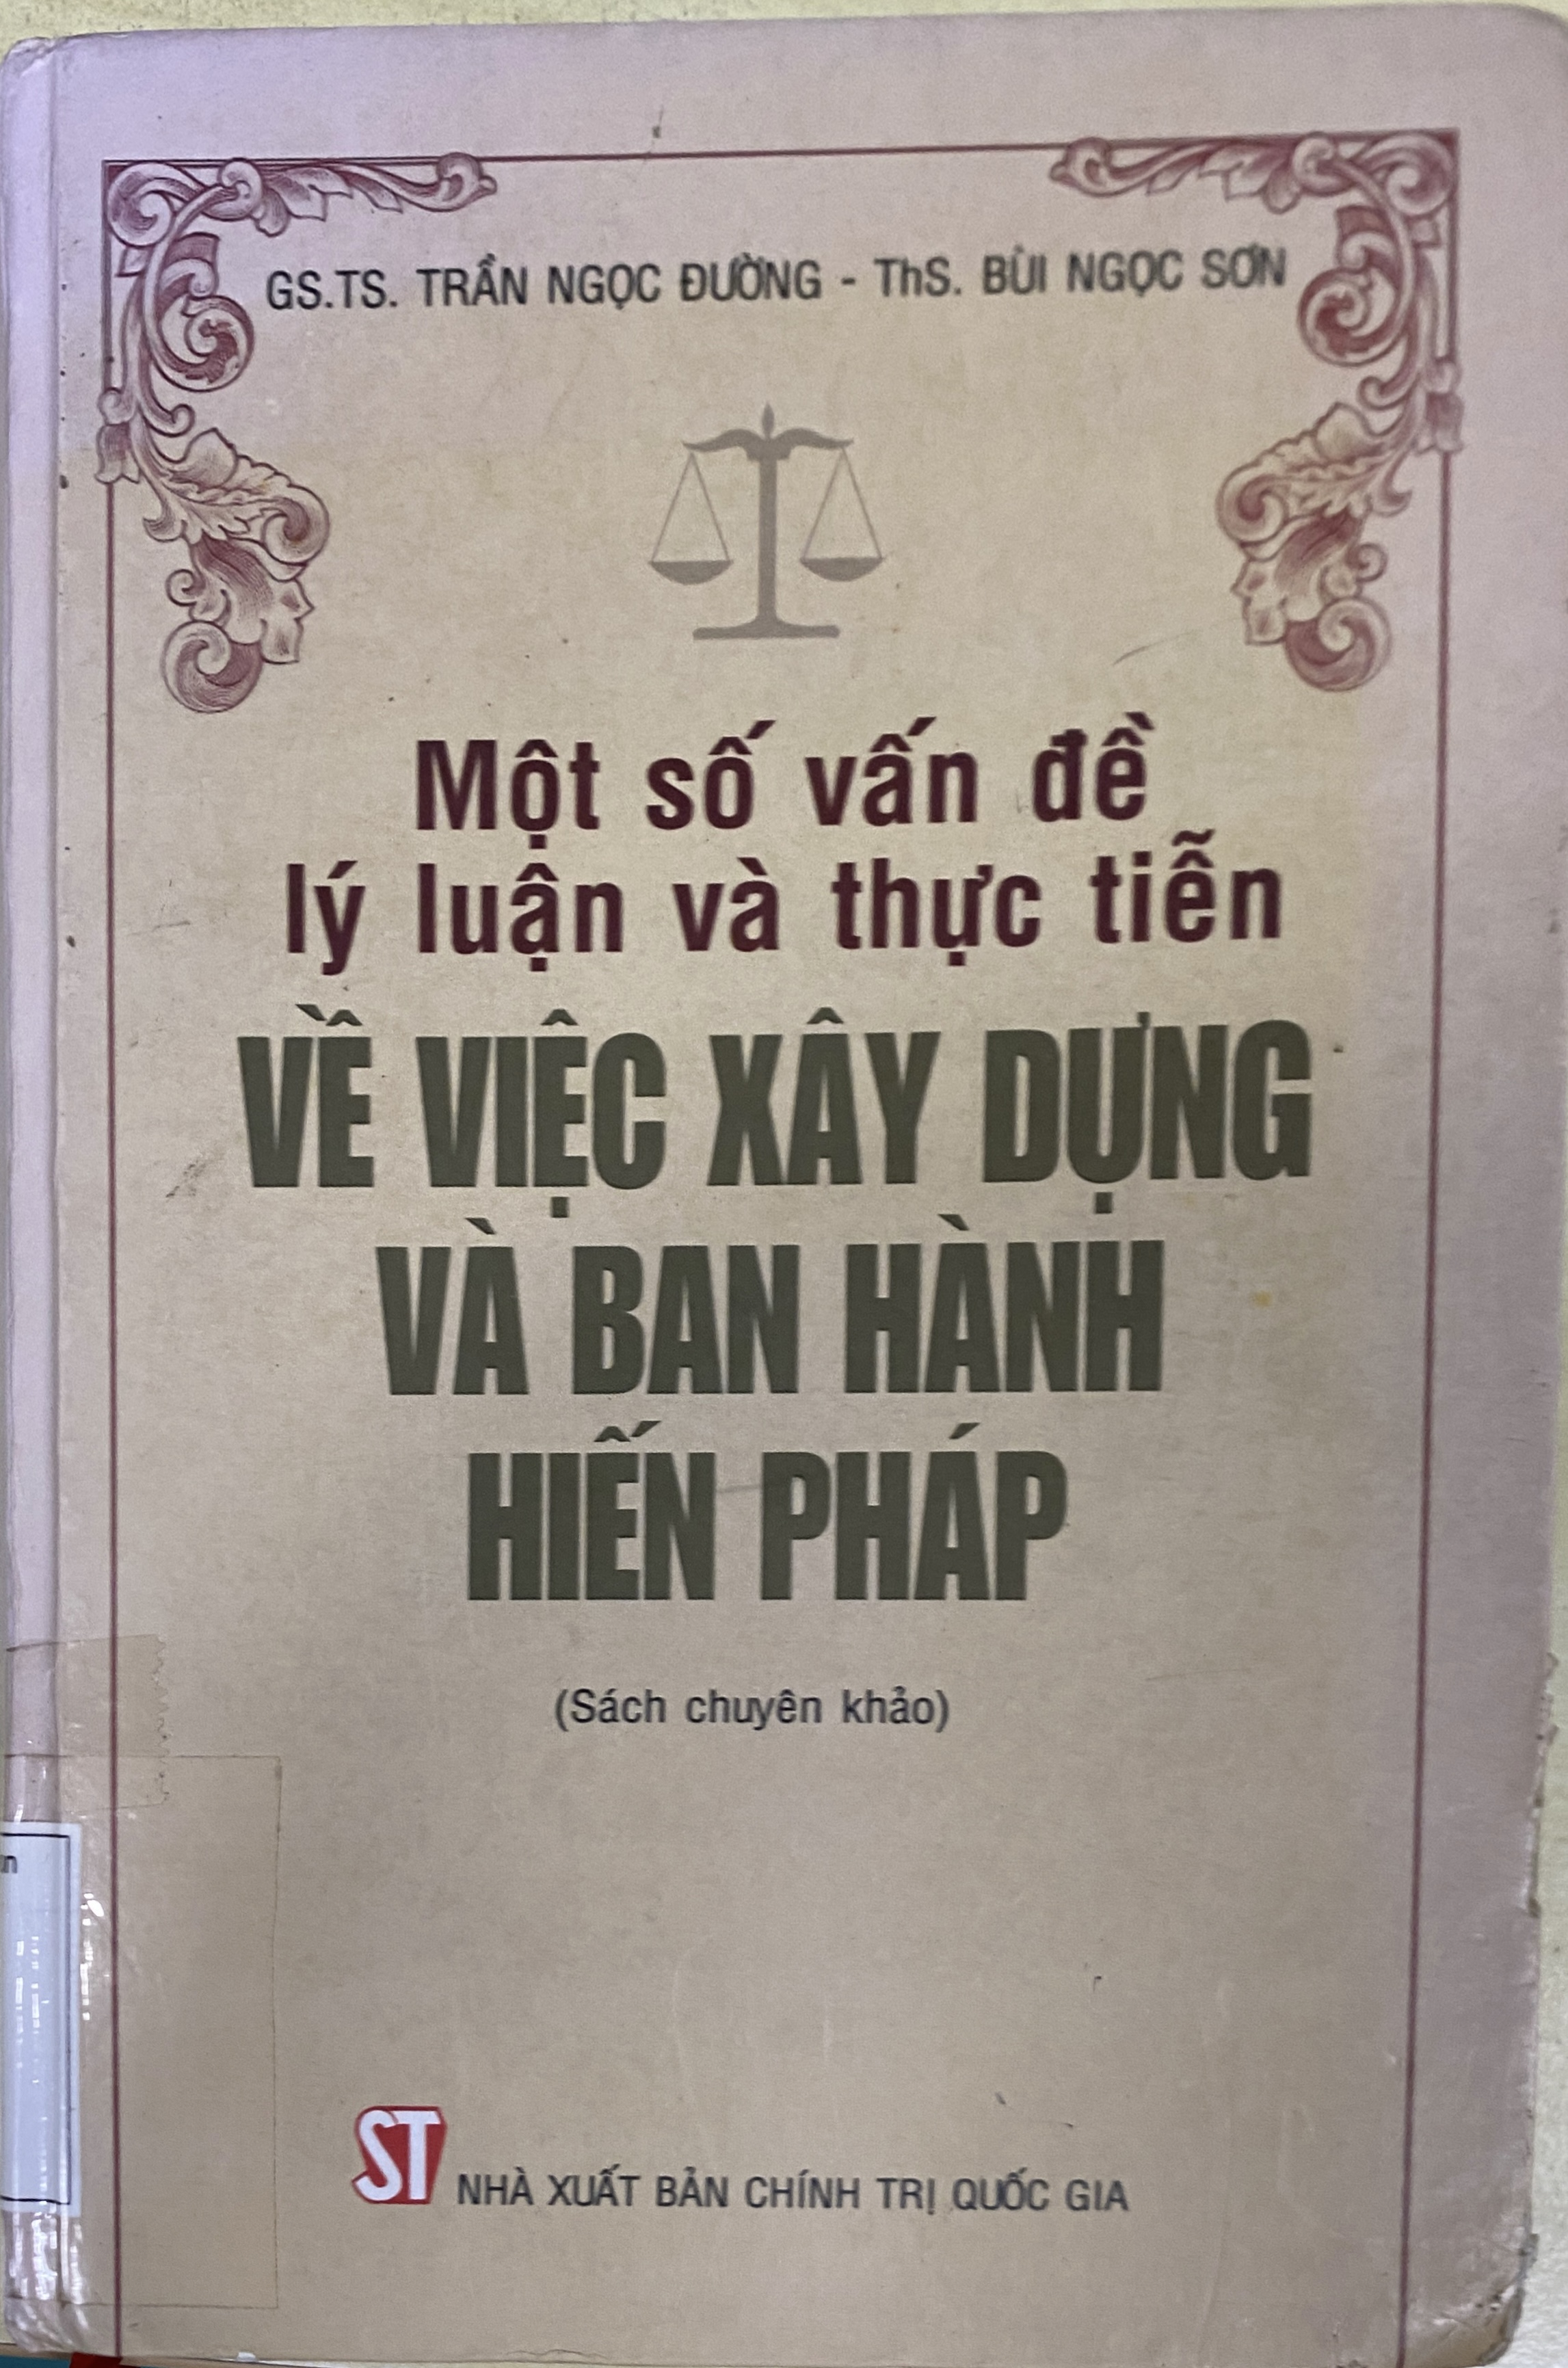 GS.TS. TRẦN NGỌC ĐƯỜNG - ThS. BÙI NGỌC SƠN
Một số vấn đề
lý luận và thực tiễn
VỀ VIỆC XÂY DỰNG
VÀ BAN HÀNH
HIẾN PHÁP
(Sách chuyên khảo)
ST NHÀ XUẤT BẢN CHÍNH TRỊ QUỐC GIA